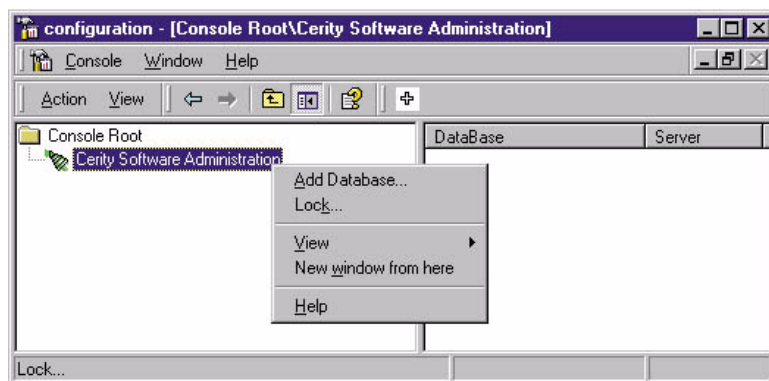 configuration - [Console Root\Cerity Software Administration]
Console Window Help
Action View
Console Root
Cerity Software Administration
DataBase Server
Add Database...
Lock...
View
New window from here
Help
Lock...